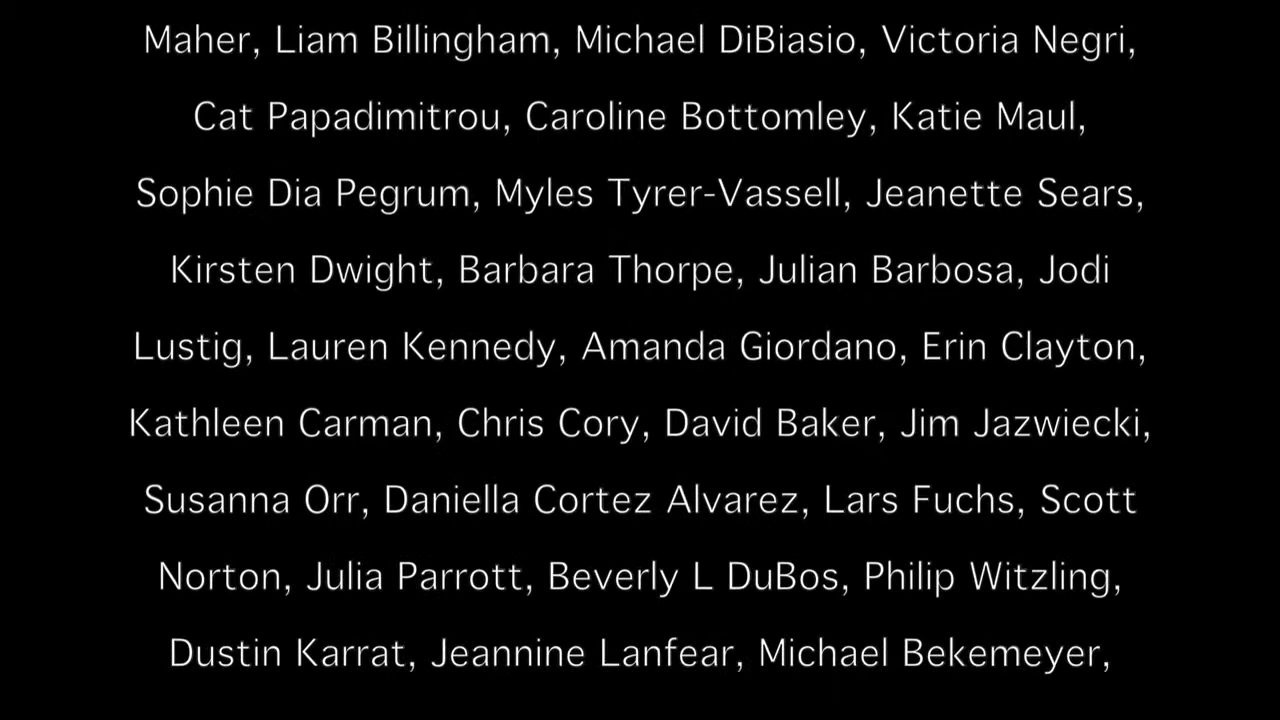 Maher, Liam Billingham, Michael DiBiasio, Victoria Negri,
Cat Papadimitrou, Caroline Bottomley, Katie Maul,
Sophie Dia Pegrum, Myles Tyrer-Vassell, Jeanette Sears,
Kirsten Dwight, Barbara Thorpe, Julian Barbosa, Jodi
Lustig, Lauren Kennedy, Amanda Giordano, Erin Clayton,
Kathleen Carman, Chris Cory, David Baker, Jim Jazwiecki,
Susanna Orr, Daniella Cortez Alvarez, Lars Fuchs, Scott
Norton, Julia Parrott, Beverly L DuBos, Philip Witzling,
Dustin Karrat, Jeannine Lanfear, Michael Bekemeyer,